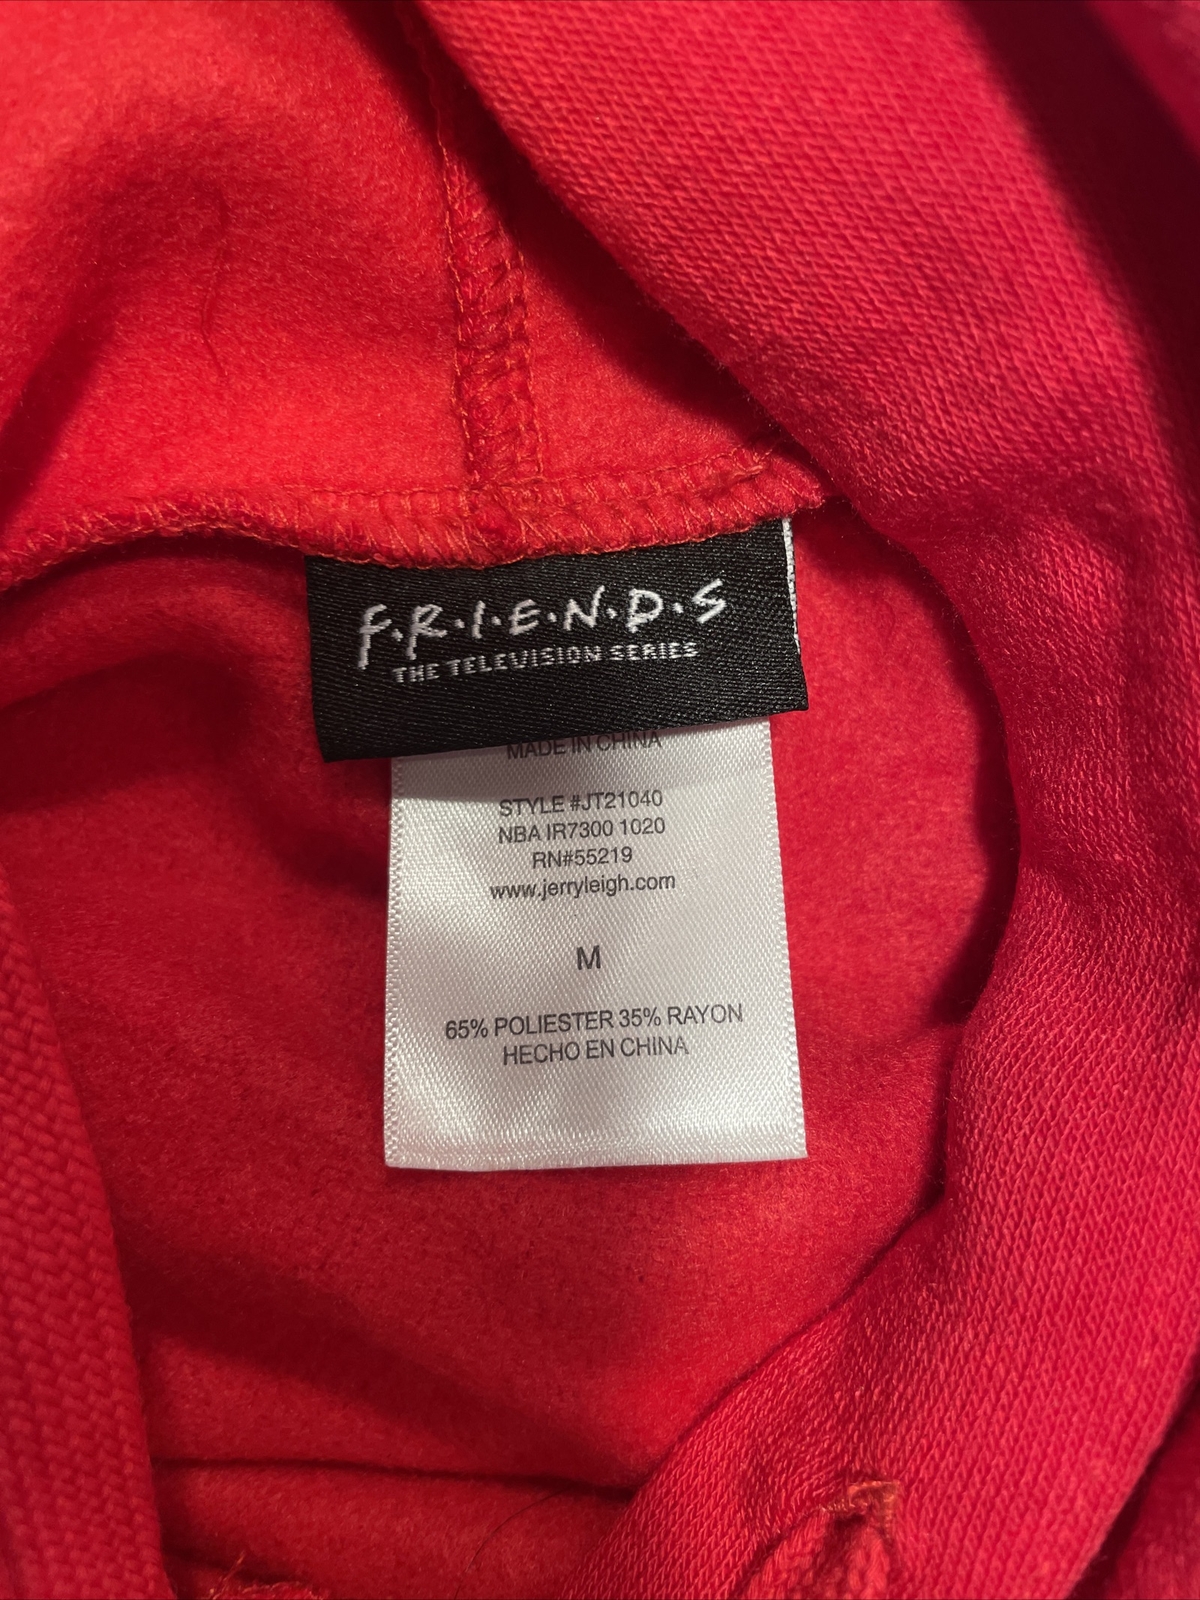 F·R·I·E·N·D·S
THE TELEVISION SERIES
MADE IN CHINA
STYLE #JT21040
NBA IR7300 1020
RN#55219
www.jerryleigh.com
M
65% POLIESTER 35% RAYON
HECHO EN CHINA